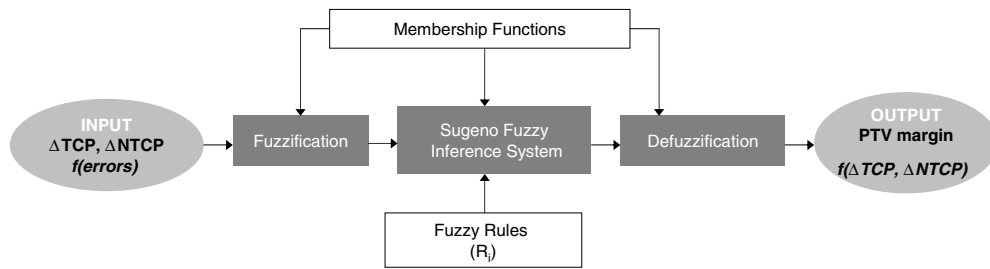 Membership Functions
INPUT
ΔTCP, ΔNTCP
f(errors)
Fuzzification
Sugeno Fuzzy
Inference System
Defuzzification
OUTPUT
PTV margin
f(ΔTCP, ΔNTCP)
Fuzzy Rules
(Ri)